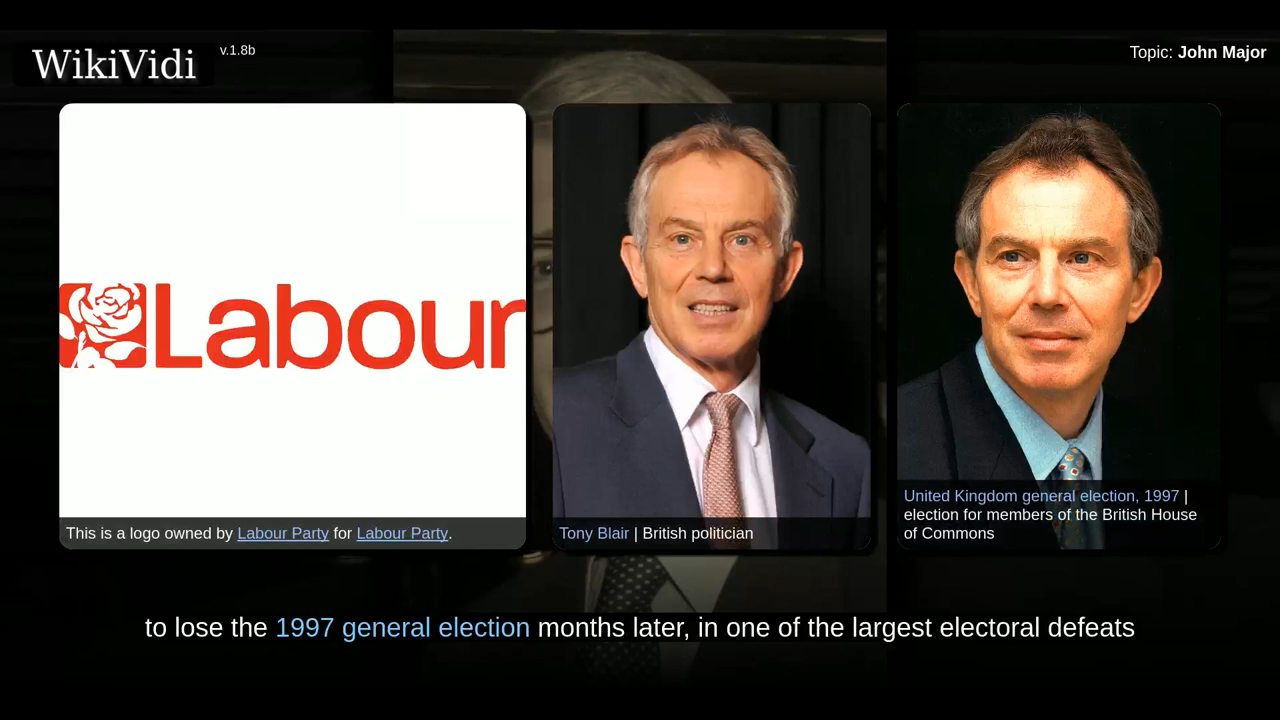 WikiVidi
v.1.8b
Topic: John Major
Labour
This is a logo owned by Labour Party for Labour Party.
Tony Blair | British politician
United Kingdom general election, 1997 |
election for members of the British House
of Commons
to lose the 1997 general election months later, in one of the largest electoral defeats